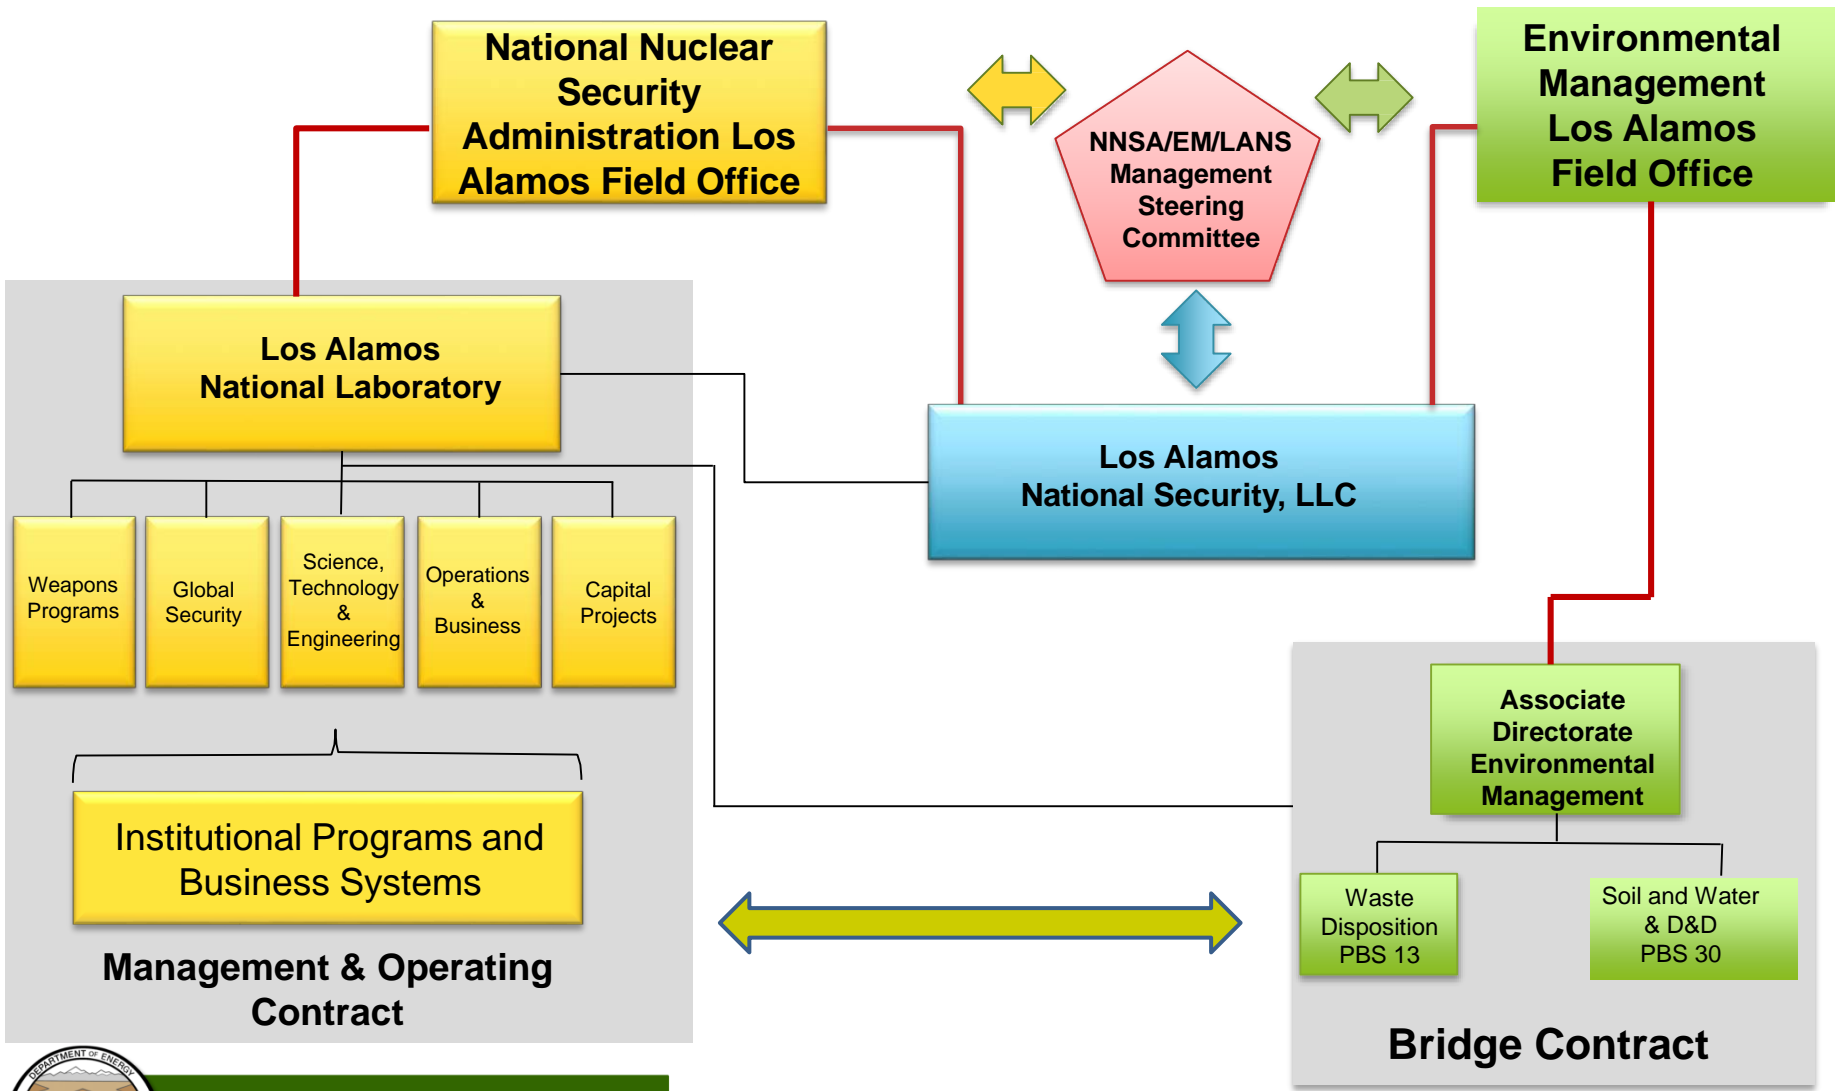 National Nuclear
Security
Administration Los
Alamos Field Office
NNSA/EM/LANS
Management
Steering
Committee
Environmental
Management
Los Alamos
Field Office
Los Alamos
National Laboratory
Los Alamos
National Security, LLC
Weapons
Programs
Global
Security
Science,
Technology
&
Engineering
Operations
&
Business
Capital
Projects
Institutional Programs and
Business Systems
Management & Operating
Contract
Associate
Directorate
Environmental
Management
Waste
Disposition
PBS 13
Soil and Water
& D&D
PBS 30
Bridge Contract
DEPARTMENT OF ENERGY